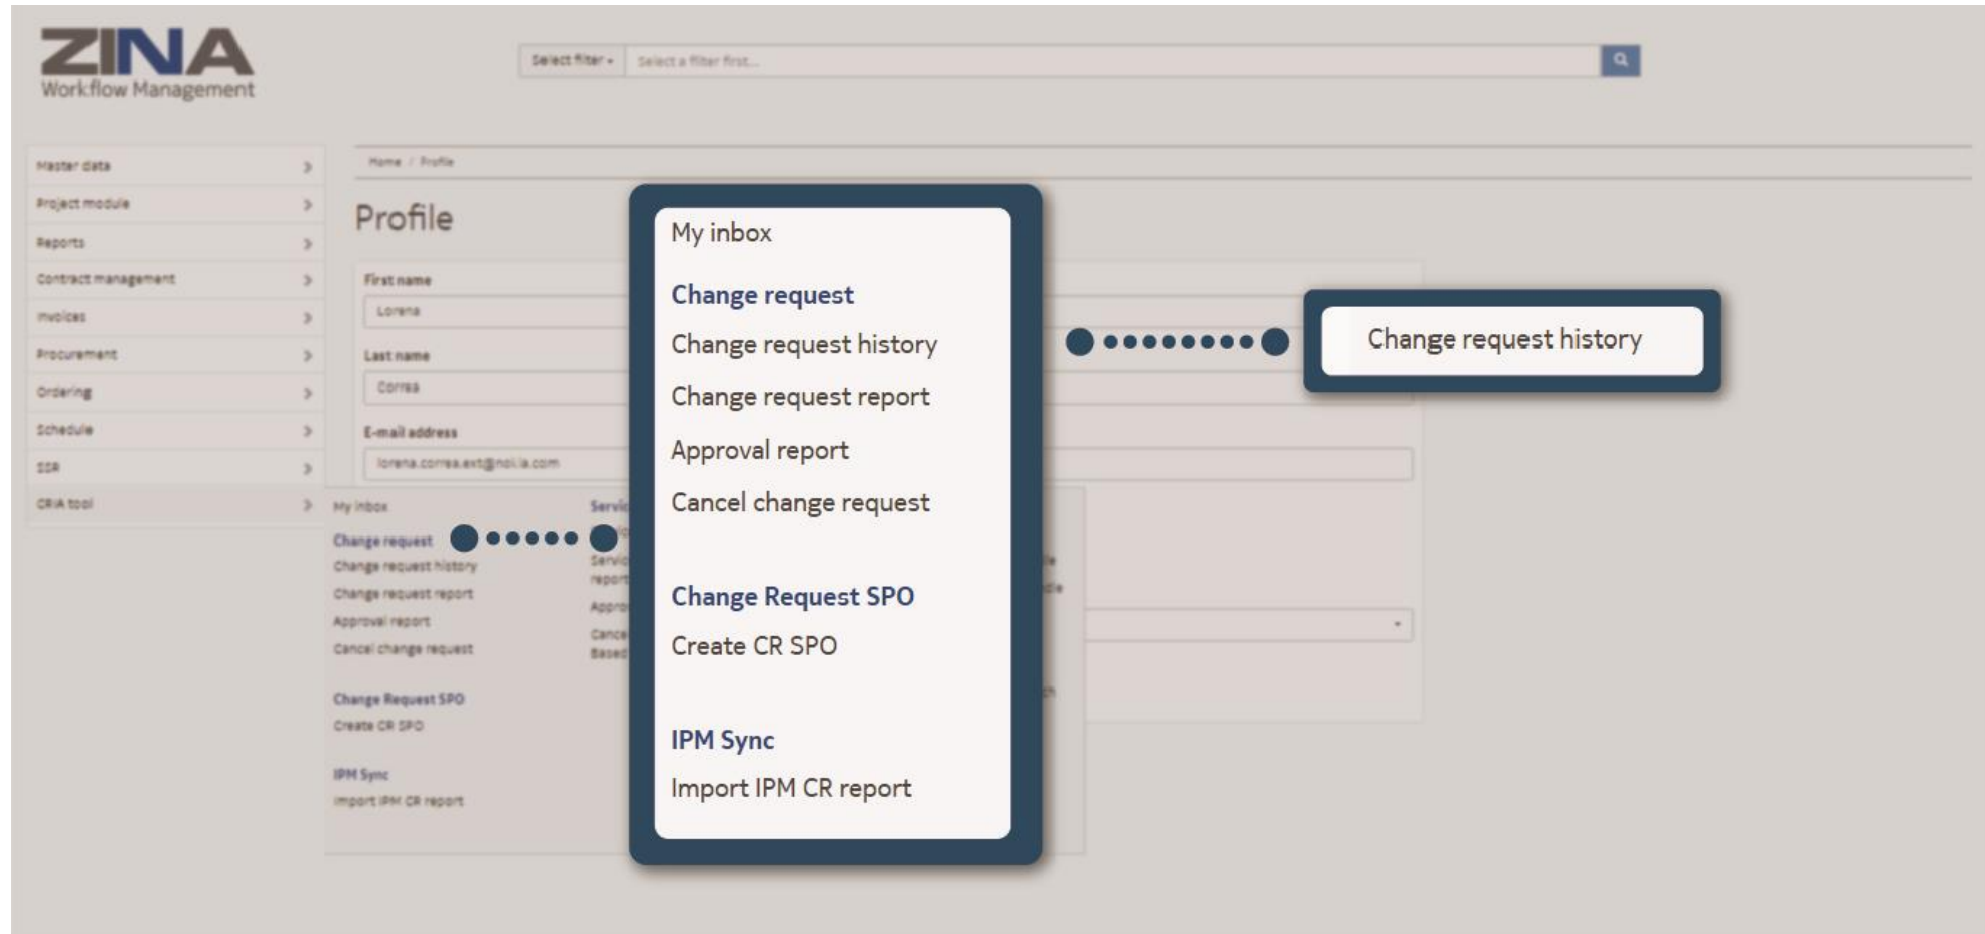 ZINA
Workflow Management
Select filter
Select a filter first...
Master data
Project module
Reports
Contract management
Invoices
Procurement
Ordering
Schedule
SSR
CRIA tool
Home / Profile
Profile
First name
Lorena
Last name
Correa
E-mail address
My inbox
Change request
Change request history
Change request report
Approval report
Cancel change request
Change Request SPO
Create CR SPO
IPM Sync
Import IPM CR report
report
Based
My inbox
Change request
Change request history
Change request report
Approval report
Cancel change request
Change Request SPO
Create CR SPO
IPM Sync
Import IPM CR report
Change request history